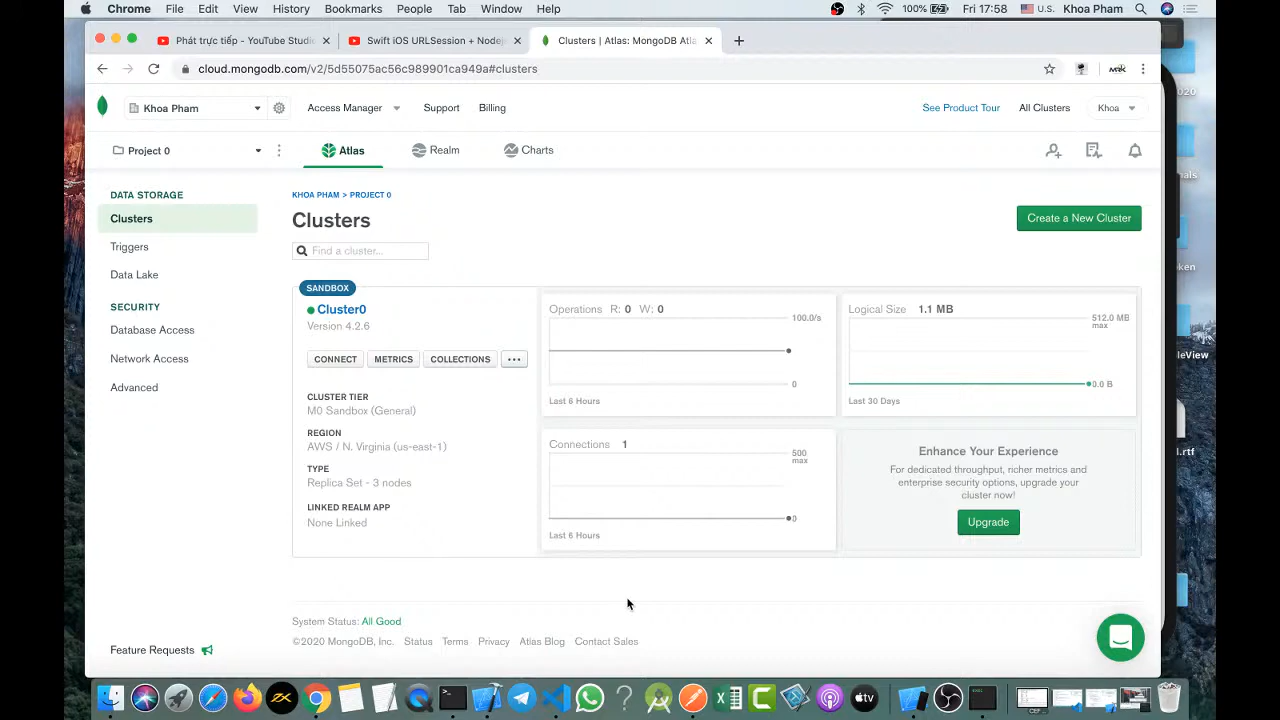 Chrome File Edit View History Bookmarks People Tab Window Help 100% Fri 17:58 U.S. Khoa Pham
Phát trực tiếp - YouTube Studio Swift iOS URLSession Clusters | Atlas: MongoDB Atla
cloud.mongodb.com/v2/5d55075ac56c989901ca949a#clusters
Khoa Pham Access Manager Support Billing See Product Tour All Clusters Khoa
Project 0 Atlas Realm Charts
DATA STORAGE
Clusters
Triggers
Data Lake
SECURITY
Database Access
Network Access
Advanced
Feature Requests
KHOA PHAM > PROJECT 0
Clusters
Create a New Cluster
Find a cluster...
SANDBOX
Cluster0
Version 4.2.6
CONNECT METRICS COLLECTIONS ...
CLUSTER TIER
M0 Sandbox (General)
REGION
AWS / N. Virginia (us-east-1)
TYPE
Replica Set - 3 nodes
LINKED REALM APP
None Linked
Operations R: 0 W: 0
100.0/s
0
Last 6 Hours
Logical Size 1.1 MB
512.0 MB
max
0.0 B
Last 30 Days
Connections 1
500
max
0
Last 6 Hours
Enhance Your Experience
For dedicated throughput, richer metrics and
enterprise security options, upgrade your
cluster now!
Upgrade
System Status: All Good
©2020 MongoDB, Inc. Status Terms Privacy Atlas Blog Contact Sales
2020
als
ken
leView
l.rtf
tv